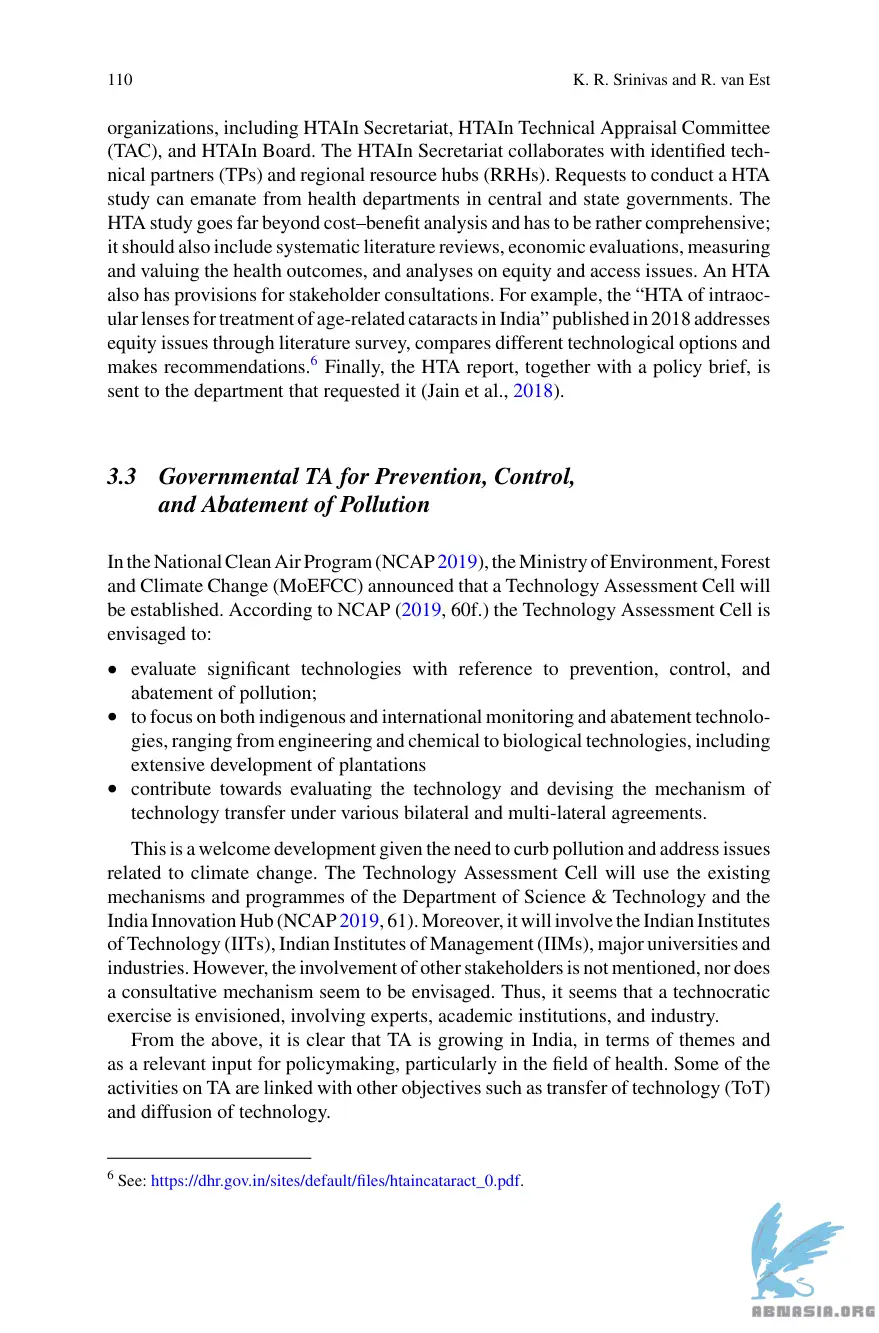 110
K. R. Srinivas and R. van Est
organizations, including HTAIn Secretariat, HTAIn Technical Appraisal Committee
(TAC), and HTAIn Board. The HTAIn Secretariat collaborates with identified tech-
nical partners (TPs) and regional resource hubs (RRHs). Requests to conduct a HTA
study can emanate from health departments in central and state governments. The
HTA study goes far beyond cost–benefit analysis and has to be rather comprehensive;
it should also include systematic literature reviews, economic evaluations, measuring
and valuing the health outcomes, and analyses on equity and access issues. An HTA
also has provisions for stakeholder consultations. For example, the “HTA of intraoc-
ular lenses for treatment of age-related cataracts in India” published in 2018 addresses
equity issues through literature survey, compares different technological options and
makes recommendations.6 Finally, the HTA report, together with a policy brief, is
sent to the department that requested it (Jain et al., 2018).
3.3 Governmental TA for Prevention, Control,
and Abatement of Pollution
In the National Clean Air Program (NCAP 2019), the Ministry of Environment, Forest
and Climate Change (MoEFCC) announced that a Technology Assessment Cell will
be established. According to NCAP (2019, 60f.) the Technology Assessment Cell is
envisaged to:
• evaluate significant technologies with reference to prevention, control, and
abatement of pollution;
• to focus on both indigenous and international monitoring and abatement technolo-
gies, ranging from engineering and chemical to biological technologies, including
extensive development of plantations
• contribute towards evaluating the technology and devising the mechanism of
technology transfer under various bilateral and multi-lateral agreements.
This is a welcome development given the need to curb pollution and address issues
related to climate change. The Technology Assessment Cell will use the existing
mechanisms and programmes of the Department of Science & Technology and the
India Innovation Hub (NCAP 2019, 61). Moreover, it will involve the Indian Institutes
of Technology (IITs), Indian Institutes of Management (IIMs), major universities and
industries. However, the involvement of other stakeholders is not mentioned, nor does
a consultative mechanism seem to be envisaged. Thus, it seems that a technocratic
exercise is envisioned, involving experts, academic institutions, and industry.
From the above, it is clear that TA is growing in India, in terms of themes and
as a relevant input for policymaking, particularly in the field of health. Some of the
activities on TA are linked with other objectives such as transfer of technology (ToT)
and diffusion of technology.
6 See: https://dhr.gov.in/sites/default/files/htaincataract_0.pdf.
ABNASIA.ORG